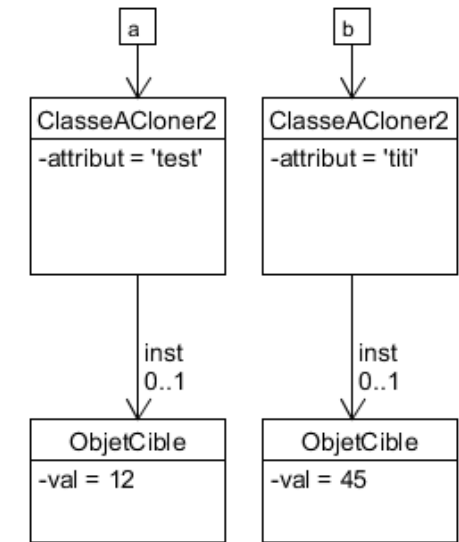 a
b
ClasseACloner2
-attribut = 'test'
ClasseACloner2
-attribut = 'titi'
inst
0..1
inst
0..1
ObjetCible
-val = 12
ObjetCible
-val = 45